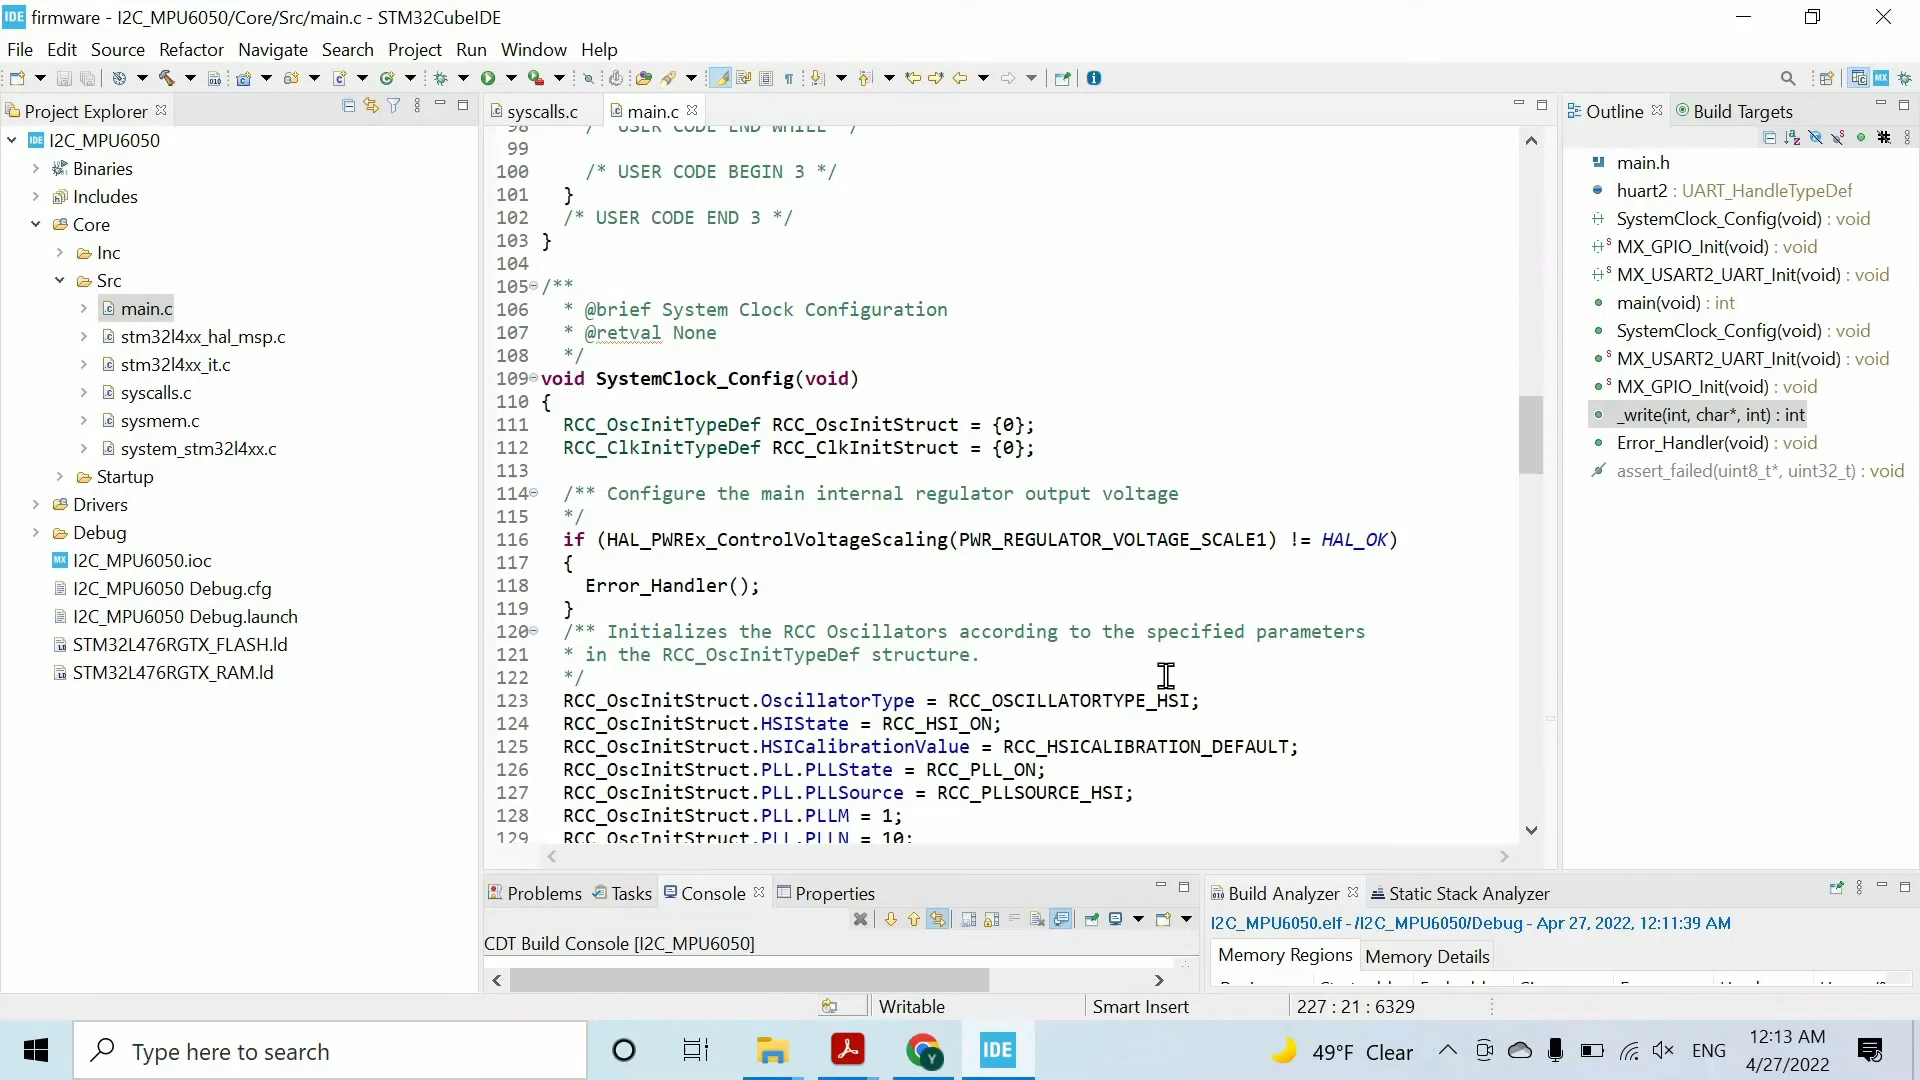 IDE firmware - I2C_MPU6050/Core/Src/main.c - STM32CubeIDE
File Edit Source Refactor Navigate Search Project Run Window Help
Project Explorer
I2C_MPU6050
Binaries
Includes
Core
Inc
Src
main.c
stm32l4xx_hal_msp.c
stm32l4xx_it.c
syscalls.c
sysmem.c
system_stm32l4xx.c
Startup
Drivers
Debug
I2C_MPU6050.ioc
I2C_MPU6050 Debug.cfg
I2C_MPU6050 Debug.launch
STM32L476RGTX_FLASH.ld
STM32L476RGTX_RAM.ld
syscalls.c main.c
98 /* USER CODE END WHILE */
99
100 /* USER CODE BEGIN 3 */
101 }
102 /* USER CODE END 3 */
103 }
104
105 /**
106 * @brief System Clock Configuration
107 * @retval None
108 */
109 void SystemClock_Config(void)
110 {
111 RCC_OscInitTypeDef RCC_OscInitStruct = {0};
112 RCC_ClkInitTypeDef RCC_ClkInitStruct = {0};
113
114 /** Configure the main internal regulator output voltage
115 */
116 if (HAL_PWREx_ControlVoltageScaling(PWR_REGULATOR_VOLTAGE_SCALE1) != HAL_OK)
117 {
118 Error_Handler();
119 }
120 /** Initializes the RCC Oscillators according to the specified parameters
121 * in the RCC_OscInitTypeDef structure.
122 */
123 RCC_OscInitStruct.OscillatorType = RCC_OSCILLATORTYPE_HSI;
124 RCC_OscInitStruct.HSIState = RCC_HSI_ON;
125 RCC_OscInitStruct.HSICalibrationValue = RCC_HSICALIBRATION_DEFAULT;
126 RCC_OscInitStruct.PLL.PLLState = RCC_PLL_ON;
127 RCC_OscInitStruct.PLL.PLLSource = RCC_PLLSOURCE_HSI;
128 RCC_OscInitStruct.PLL.PLLM = 1;
129 RCC_OscInitStruct.PLL.PLLN = 10;
Outline Build Targets
main.h
huart2 : UART_HandleTypeDef
SystemClock_Config(void) : void
MX_GPIO_Init(void) : void
MX_USART2_UART_Init(void) : void
main(void) : int
SystemClock_Config(void) : void
MX_USART2_UART_Init(void) : void
MX_GPIO_Init(void) : void
_write(int, char*, int) : int
Error_Handler(void) : void
assert_failed(uint8_t*, uint32_t) : void
Problems Tasks Console Properties
CDT Build Console [I2C_MPU6050]
Build Analyzer Static Stack Analyzer
I2C_MPU6050.elf - /I2C_MPU6050/Debug - Apr 27, 2022, 12:11:39 AM
Memory Regions Memory Details
Writable Smart Insert 227 : 21 : 6329
Type here to search
IDE
49°F Clear
ENG
12:13 AM
4/27/2022